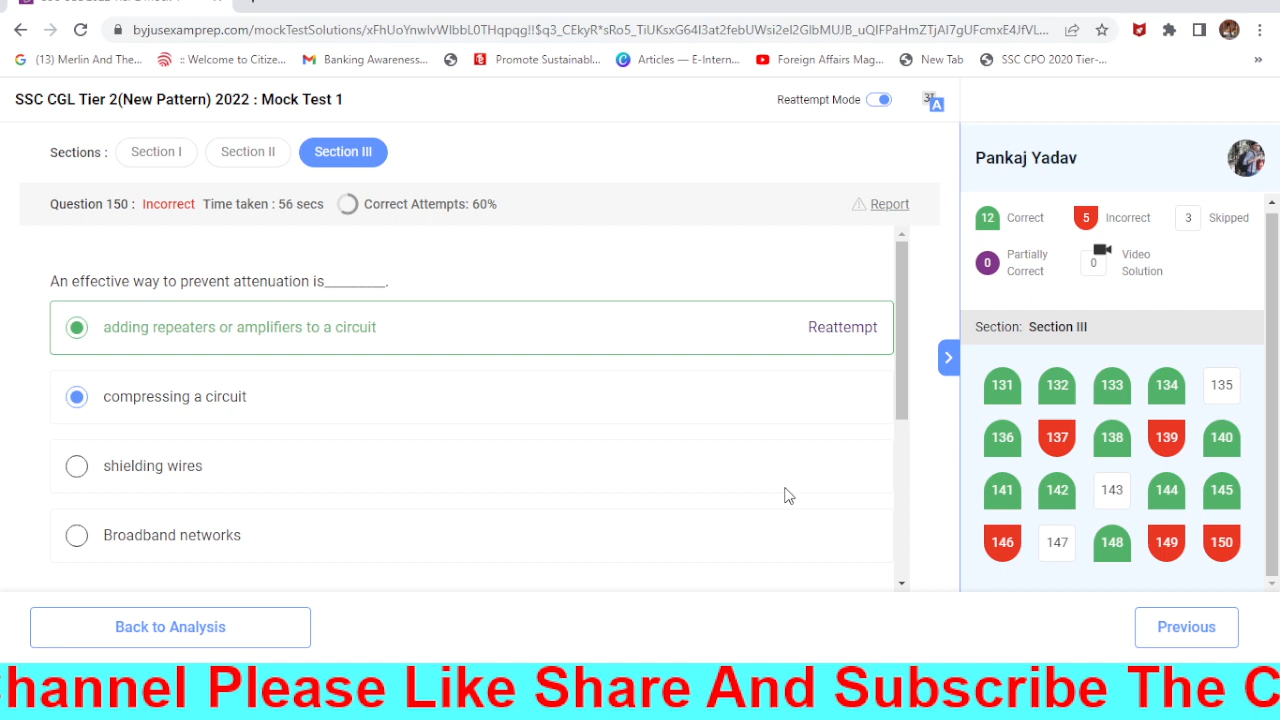 byjusexamprep.com/mockTestSolutions/xFhUoYnwIvWIbbL0THqpqg!!$q3_CEkyR*sRo5_TiUKsxG64I3at2febUWsi2eI2GIbMUJB_uQIFPaHmZTjAI7gUFcmxE4JfVL...
(13) Merlin And The...
:: Welcome to Citize...
Banking Awareness...
Promote Sustainabl...
Articles — E-Intern...
Foreign Affairs Mag...
New Tab
SSC CPO 2020 Tier-...
»
SSC CGL Tier 2(New Pattern) 2022 : Mock Test 1
Reattempt Mode
Sections :
Section I
Section II
Section III
Pankaj Yadav
Question 150 : Incorrect Time taken : 56 secs Correct Attempts: 60%
Report
12 Correct
5 Incorrect
3 Skipped
0 Partially Correct
0 Video Solution
An effective way to prevent attenuation is_________.
adding repeaters or amplifiers to a circuit
Reattempt
compressing a circuit
shielding wires
Broadband networks
Section: Section III
131 132 133 134 135
136 137 138 139 140
141 142 143 144 145
146 147 148 149 150
Back to Analysis
Previous
hannel Please Like Share And Subscribe The C